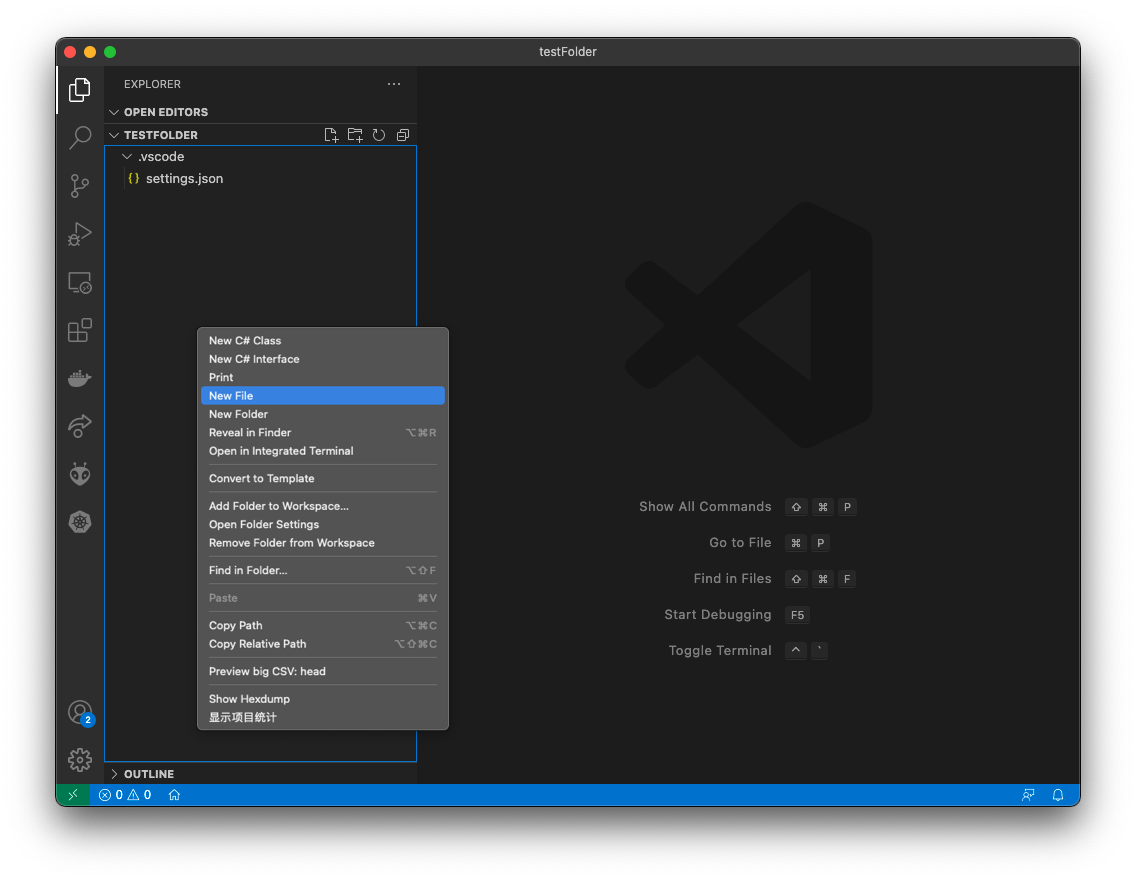 testFolder
EXPLORER
OPEN EDITORS
TESTFOLDER
.vscode
{} settings.json
New C# Class
New C# Interface
Print
New File
New Folder
Reveal in Finder ⌥⌘R
Open in Integrated Terminal
Convert to Template
Add Folder to Workspace...
Open Folder Settings
Remove Folder from Workspace
Find in Folder... ⌥⇧F
Paste ⌘V
Copy Path ⌥⌘C
Copy Relative Path ⌥⇧⌘C
Preview big CSV: head
Show Hexdump
显示项目统计
OUTLINE
Show All Commands ⇧ ⌘ P
Go to File ⌘ P
Find in Files ⇧ ⌘ F
Start Debugging F5
Toggle Terminal ^ `
2
0 0